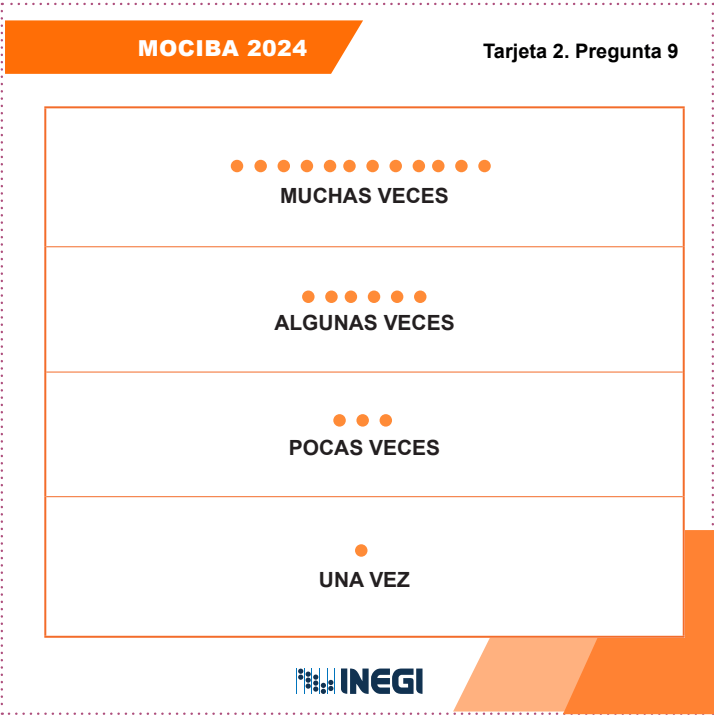 MOCIBA 2024
Tarjeta 2. Pregunta 9
MUCHAS VECES
ALGUNAS VECES
POCAS VECES
UNA VEZ
INEGI